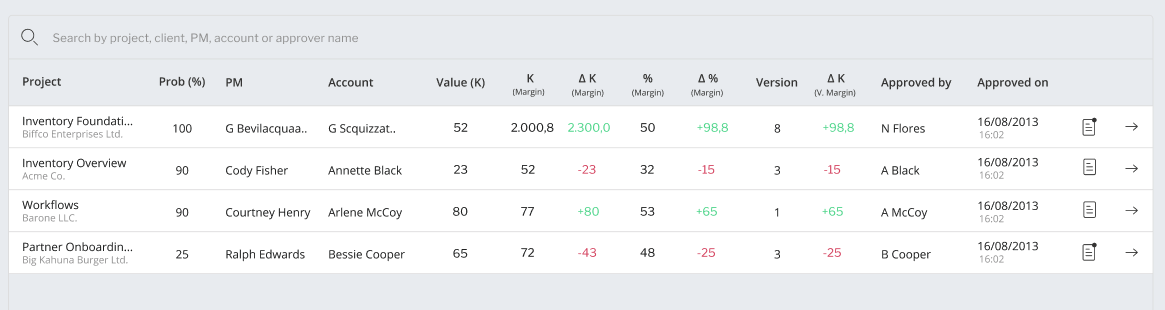 Search by project, client, PM, account or approver name
Project Prob (%) PM Account Value (K) K (Margin) Δ K (Margin) % (Margin) Δ % (Margin) Version Δ K (V. Margin) Approved by Approved on
Inventory Foundati... 100 G Bevilacquaa.. G Scquizzat.. 52 2.000,8 2.300,0 50 +98,8 8 +98,8 N Flores 16/08/2013
Biffco Enterprises Ltd. 16:02
Inventory Overview 90 Cody Fisher Annette Black 23 52 -23 32 -15 3 -15 A Black 16/08/2013
Acme Co. 16:02
Workflows 90 Courtney Henry Arlene McCoy 80 77 +80 53 +65 1 +65 A McCoy 16/08/2013
Barone LLC. 16:02
Partner Onboardin... 25 Ralph Edwards Bessie Cooper 65 72 -43 48 -25 3 -25 B Cooper 16/08/2013
Big Kahuna Burger Ltd. 16:02